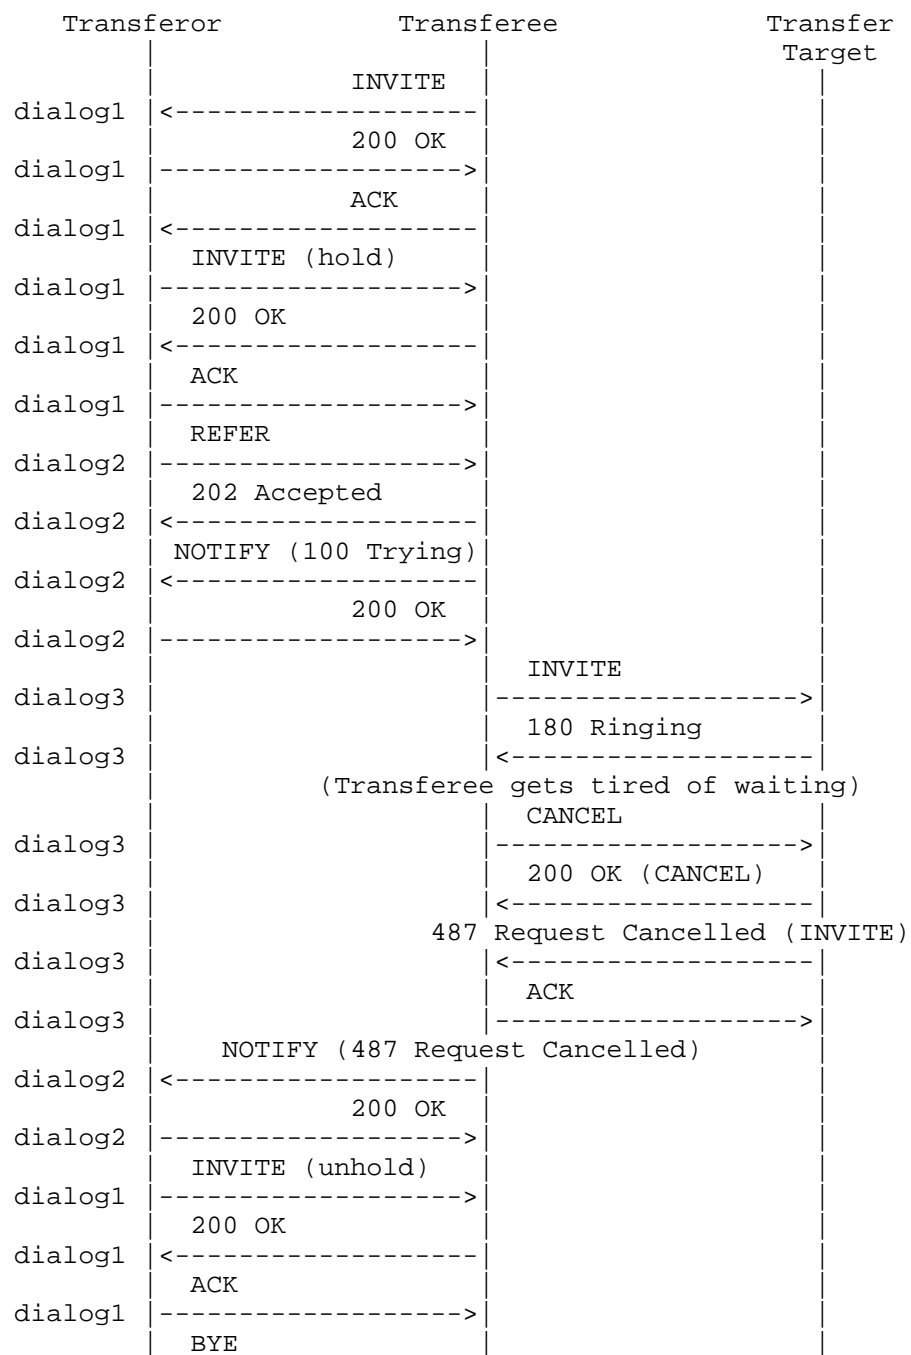 Transferor Transferee Transfer
Target
INVITE
dialog1 |<-------------------|
200 OK
dialog1 |------------------->|
ACK
dialog1 |<-------------------|
INVITE (hold)
dialog1 |------------------->|
200 OK
dialog1 |<-------------------|
ACK
dialog1 |------------------->|
REFER
dialog2 |------------------->|
202 Accepted
dialog2 |<-------------------|
NOTIFY (100 Trying)
dialog2 |<-------------------|
200 OK
dialog2 |------------------->|
INVITE
dialog3 |------------------->|
180 Ringing
dialog3 |<-------------------|
(Transferee gets tired of waiting)
CANCEL
dialog3 |------------------->|
200 OK (CANCEL)
dialog3 |<-------------------|
487 Request Cancelled (INVITE)
dialog3 |<-------------------|
ACK
dialog3 |------------------->|
NOTIFY (487 Request Cancelled)
dialog2 |<-------------------|
200 OK
dialog2 |------------------->|
INVITE (unhold)
dialog1 |------------------->|
200 OK
dialog1 |<-------------------|
ACK
dialog1 |------------------->|
BYE